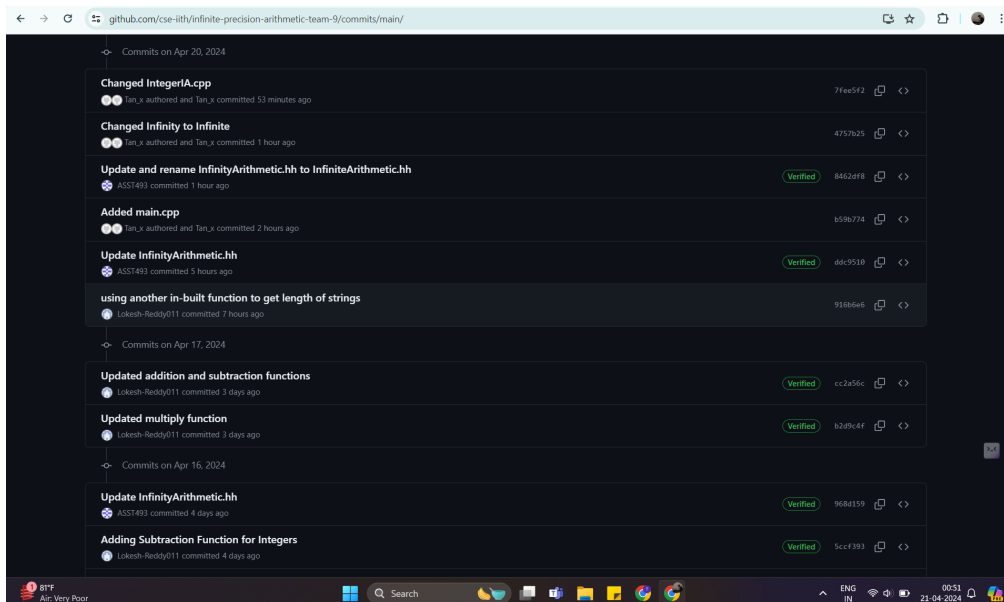 github.com/cse-iith/infinite-precision-arithmetic-team-9/commits/main/
Commits on Apr 20, 2024
Changed IntegerIA.cpp
Tan_x authored and Tan_x committed 53 minutes ago
7fee5f2
Changed Infinity to Infinite
Tan_x authored and Tan_x committed 1 hour ago
4757b25
Update and rename InfinityArithmetic.hh to InfiniteArithmetic.hh
ASST493 committed 1 hour ago
Verified 8462df8
Added main.cpp
Tan_x authored and Tan_x committed 2 hours ago
b59b774
Update InfinityArithmetic.hh
ASST493 committed 5 hours ago
Verified ddc9510
using another in-built function to get length of strings
Lokesh-Reddy011 committed 7 hours ago
916b6e6
Commits on Apr 17, 2024
Updated addition and subtraction functions
Lokesh-Reddy011 committed 3 days ago
Verified cc2a56c
Updated multiply function
Lokesh-Reddy011 committed 3 days ago
Verified b2d9c4f
Commits on Apr 16, 2024
Update InfinityArithmetic.hh
ASST493 committed 4 days ago
Verified 968d159
Adding Subtraction Function for Integers
Lokesh-Reddy011 committed 4 days ago
Verified 5ccf393
1
81°F
Air: Very Poor
Search
ENG
IN
00:51
21-04-2024